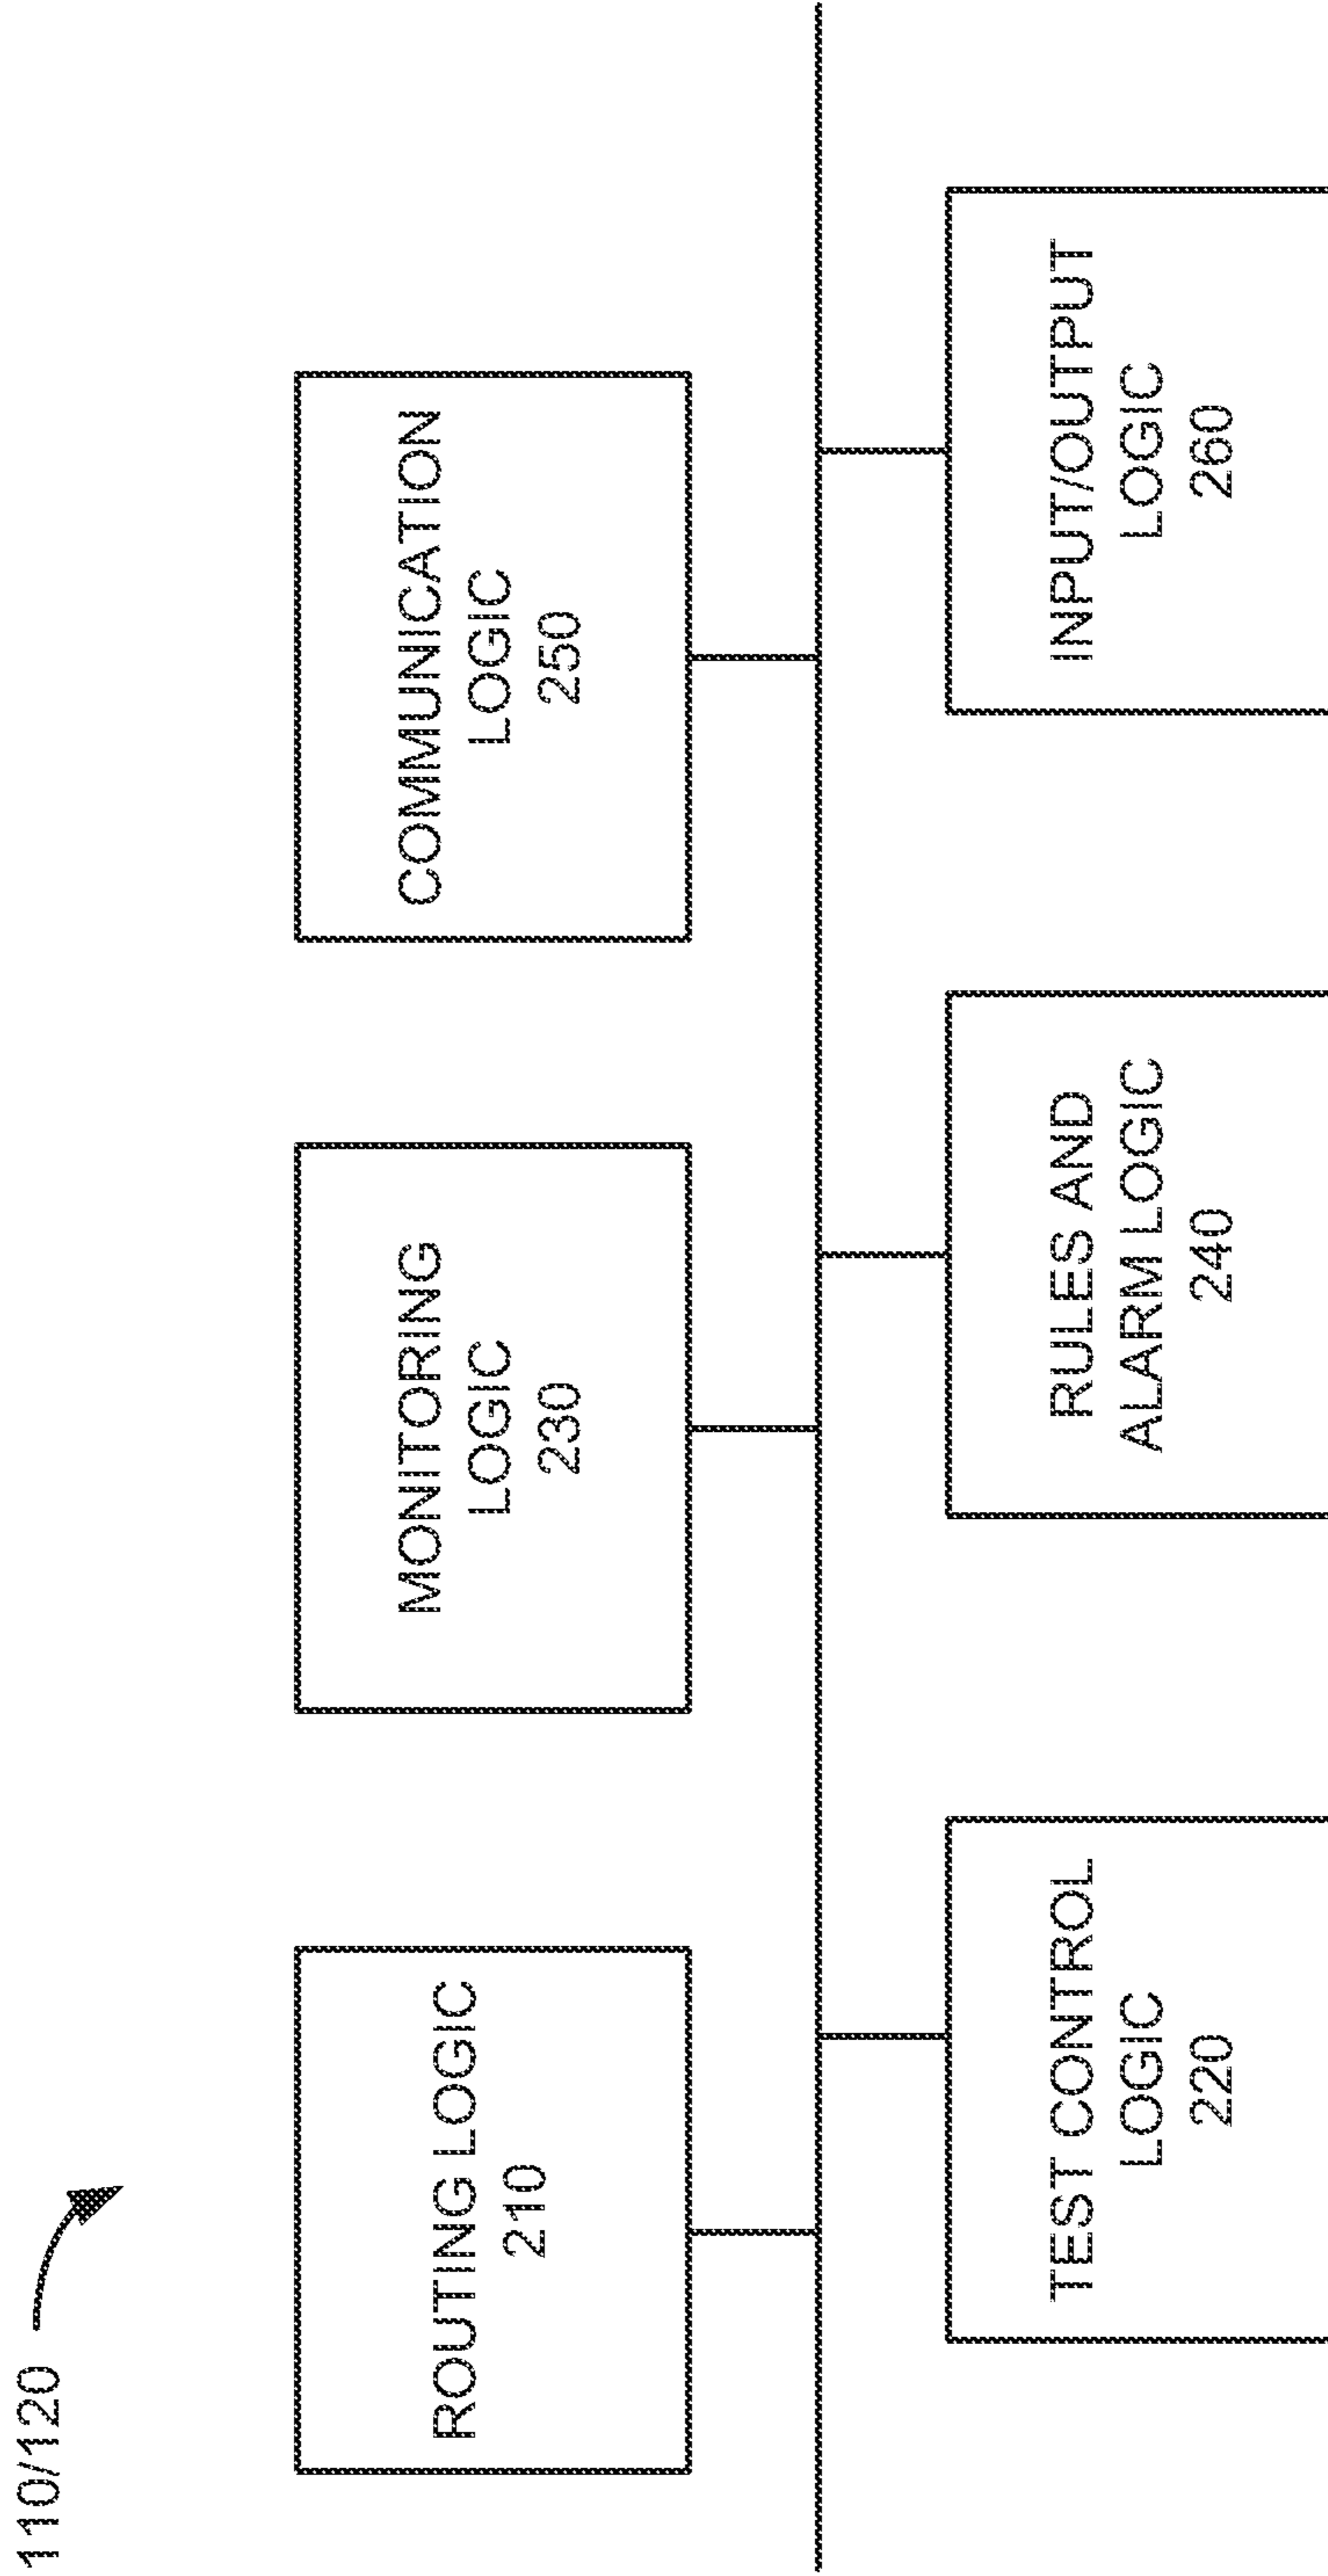 110/120
ROUTING LOGIC
210
MONITORING
LOGIC
230
COMMUNICATION
LOGIC
250
TEST CONTROL
LOGIC
220
RULES AND
ALARM LOGIC
240
INPUT/OUTPUT
LOGIC
260